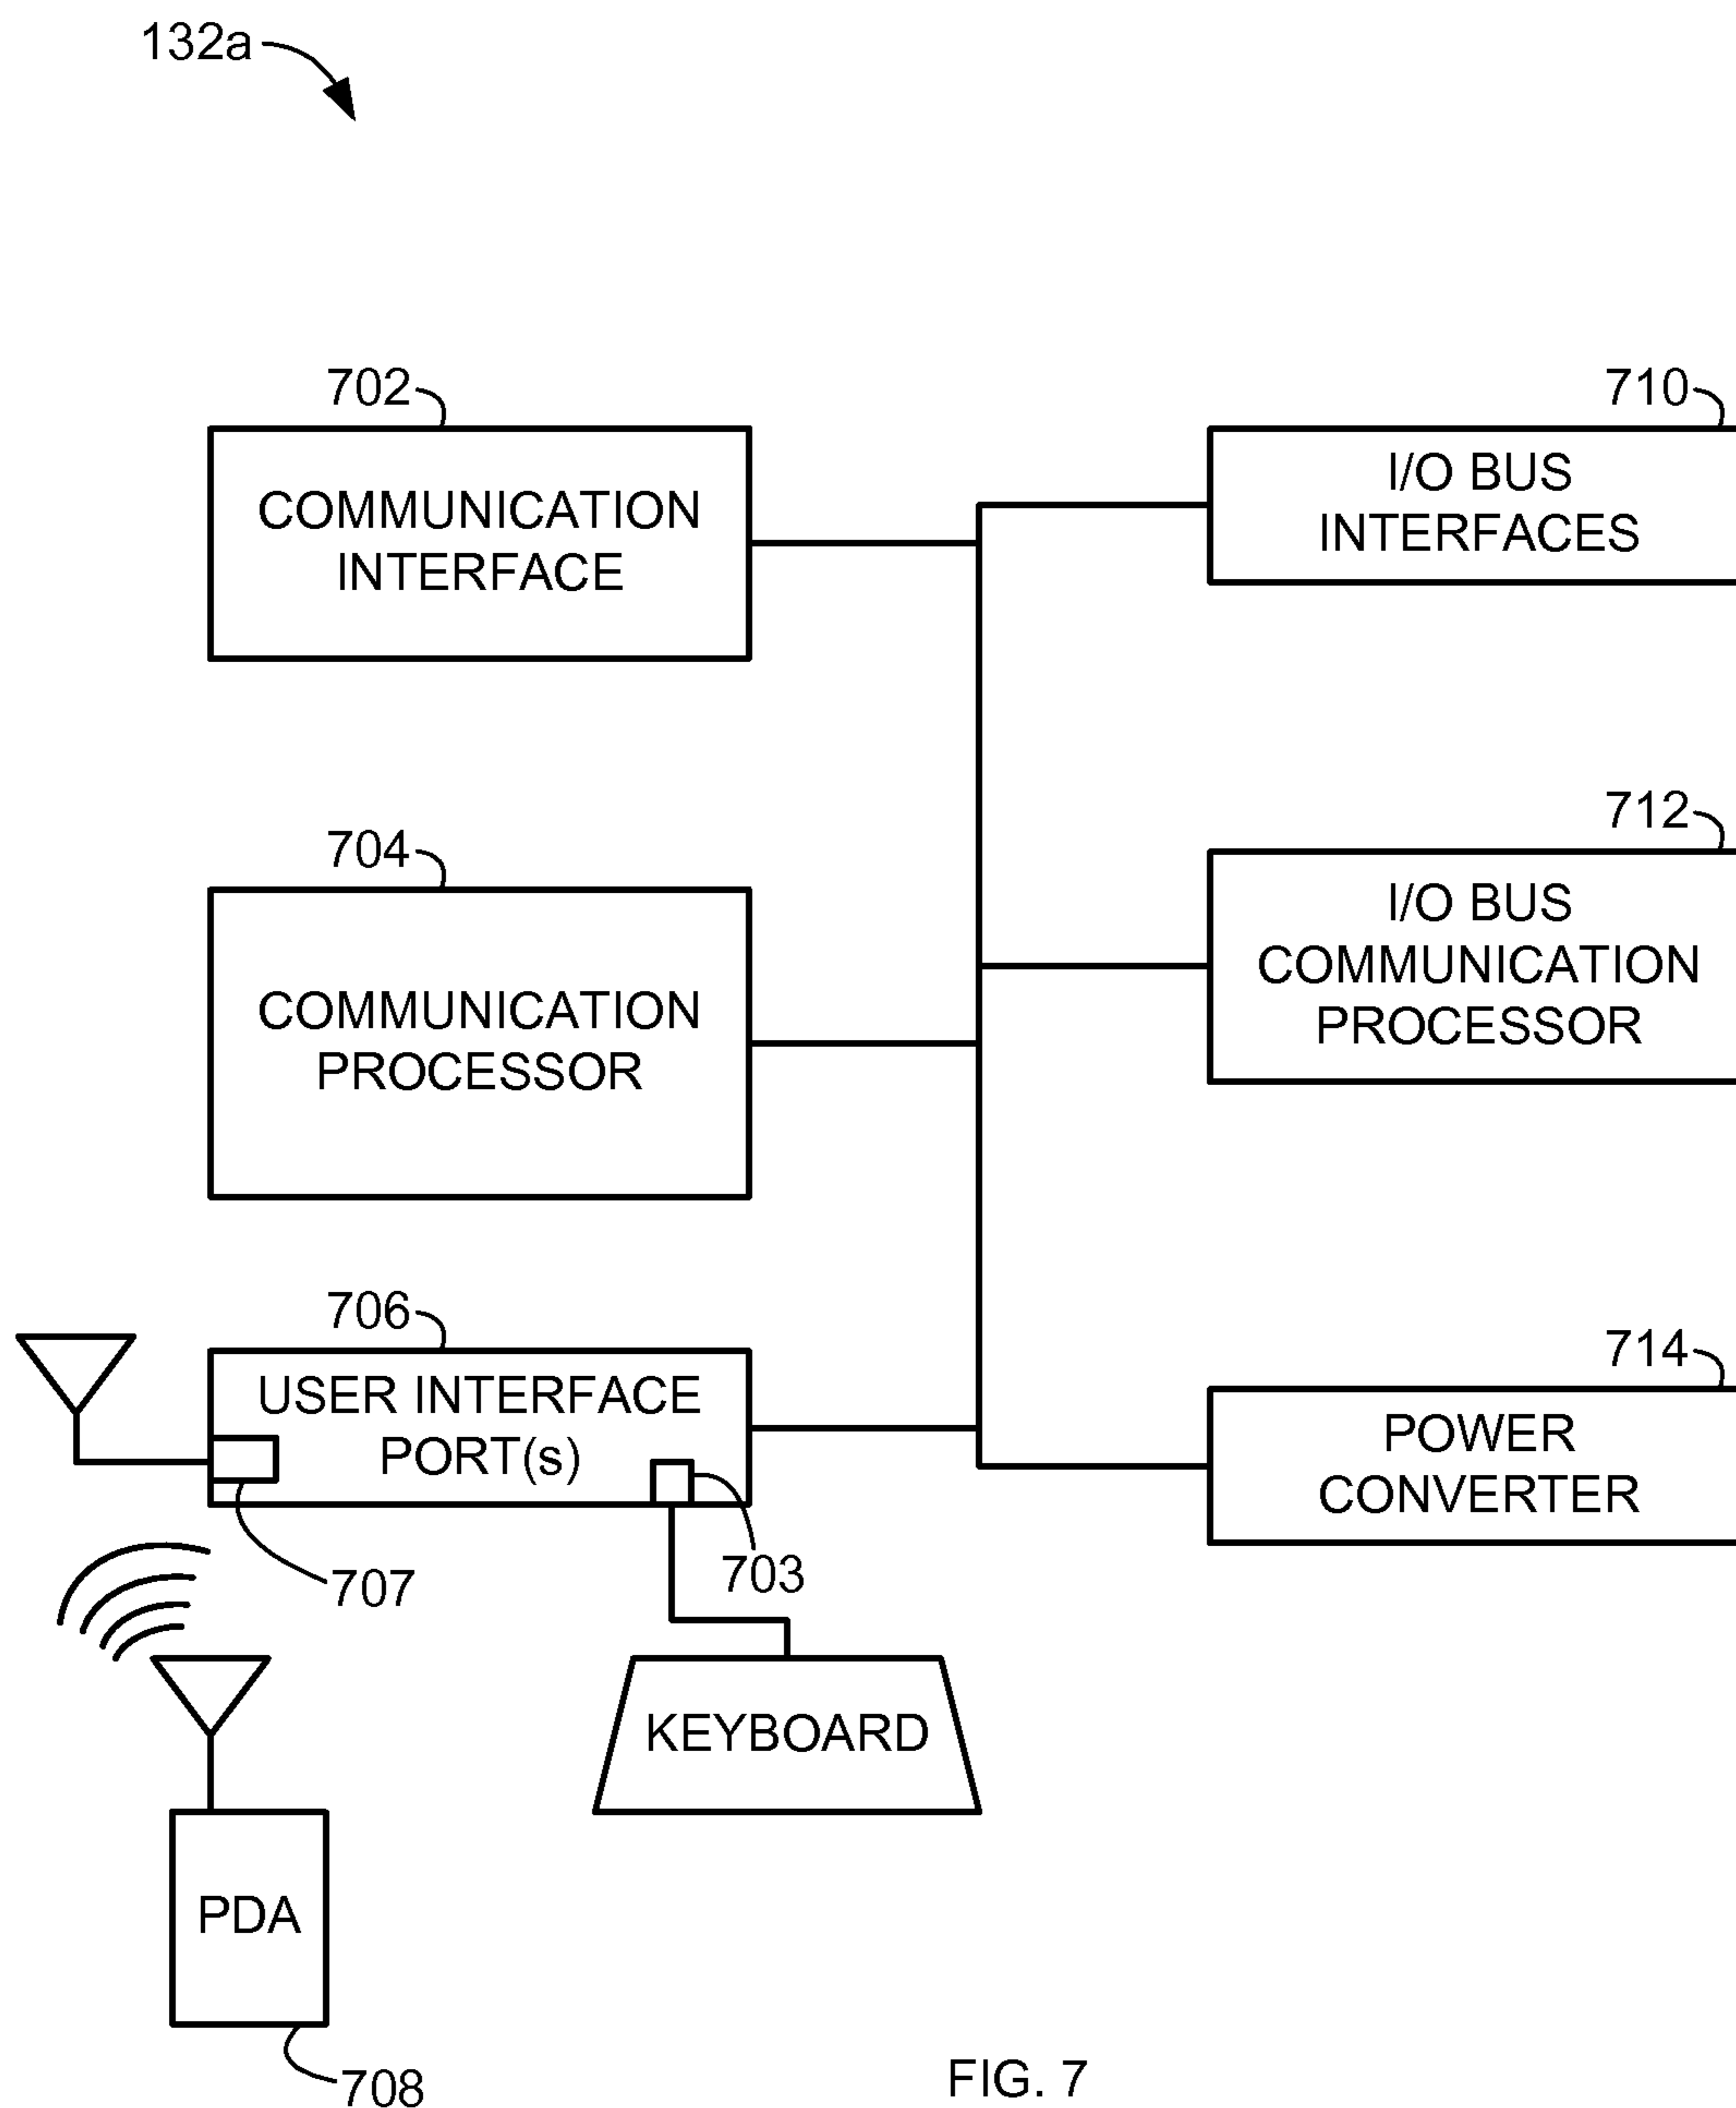 132a
702
COMMUNICATION
INTERFACE
710
I/O BUS
INTERFACES
704
COMMUNICATION
PROCESSOR
712
I/O BUS
COMMUNICATION
PROCESSOR
706
USER INTERFACE
PORT(s)
707
703
714
POWER
CONVERTER
KEYBOARD
PDA
708
FIG. 7